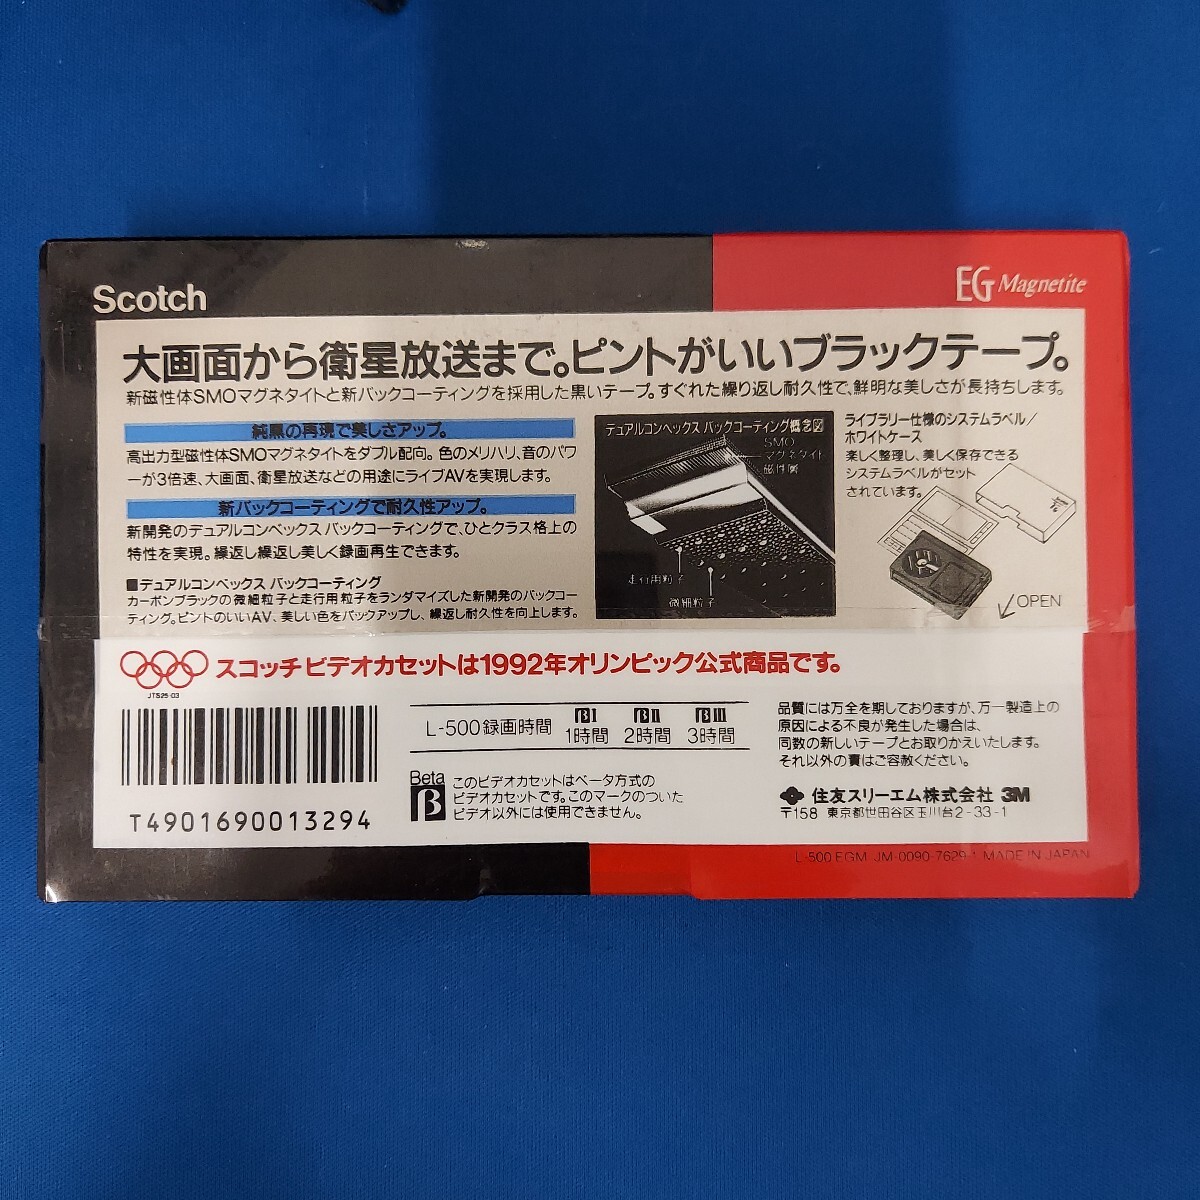 Scotch
EG Magnetite
大画面から衛星放送まで。ピントがいいブラックテープ。
新磁性体SMOマグネタイトと新バックコーティングを採用した黒いテープ。すぐれた繰り返し耐久性で、鮮明な美しさが長持ちします。
純黒の再現で美しさアップ。
高出力型磁性体SMOマグネタイトをダブル配向。色のメリハリ、音のパワ
ーが3倍速、大画面、衛星放送などの用途にライブAVを実現します。
新バックコーティングで耐久性アップ。
新開発のデュアルコンベックス バックコーティングで、ひとクラス格上の
特性を実現。繰返し繰返し美しく録画再生できます。
■デュアルコンベックス バックコーティング
カーボンブラックの微細粒子と走行用粒子をランダマイズした新開発のバックコー
ティング。ピントのいいAV、美しい色をバックアップし、繰返し耐久性を向上します。
デュアルコンベックス バックコーティング概念図
SMO
マグネタイト
磁性層
走行用粒子
微細粒子
ライブラリー仕様のシステムラベル/
ホワイトケース
楽しく整理し、美しく保存できる
システムラベルがセット
されています。
OPEN
JTS25-03
スコッチビデオカセットは1992年オリンピック公式商品です。
L-500録画時間
βI βII βIII
1時間 2時間 3時間
Beta
β
このビデオカセットはベータ方式の
ビデオカセットです。このマークのついた
ビデオ以外には使用できません。
T4901690013294
品質には万全を期しておりますが、万一製造上の
原因による不良が発生した場合は、
同数の新しいテープとお取りかえいたします。
それ以外の責はご容赦ください。
住友スリーエム株式会社 3M
〒158 東京都世田谷区玉川台2-33-1
L-500 EGM JM-0090-7629-1 MADE IN JAPAN